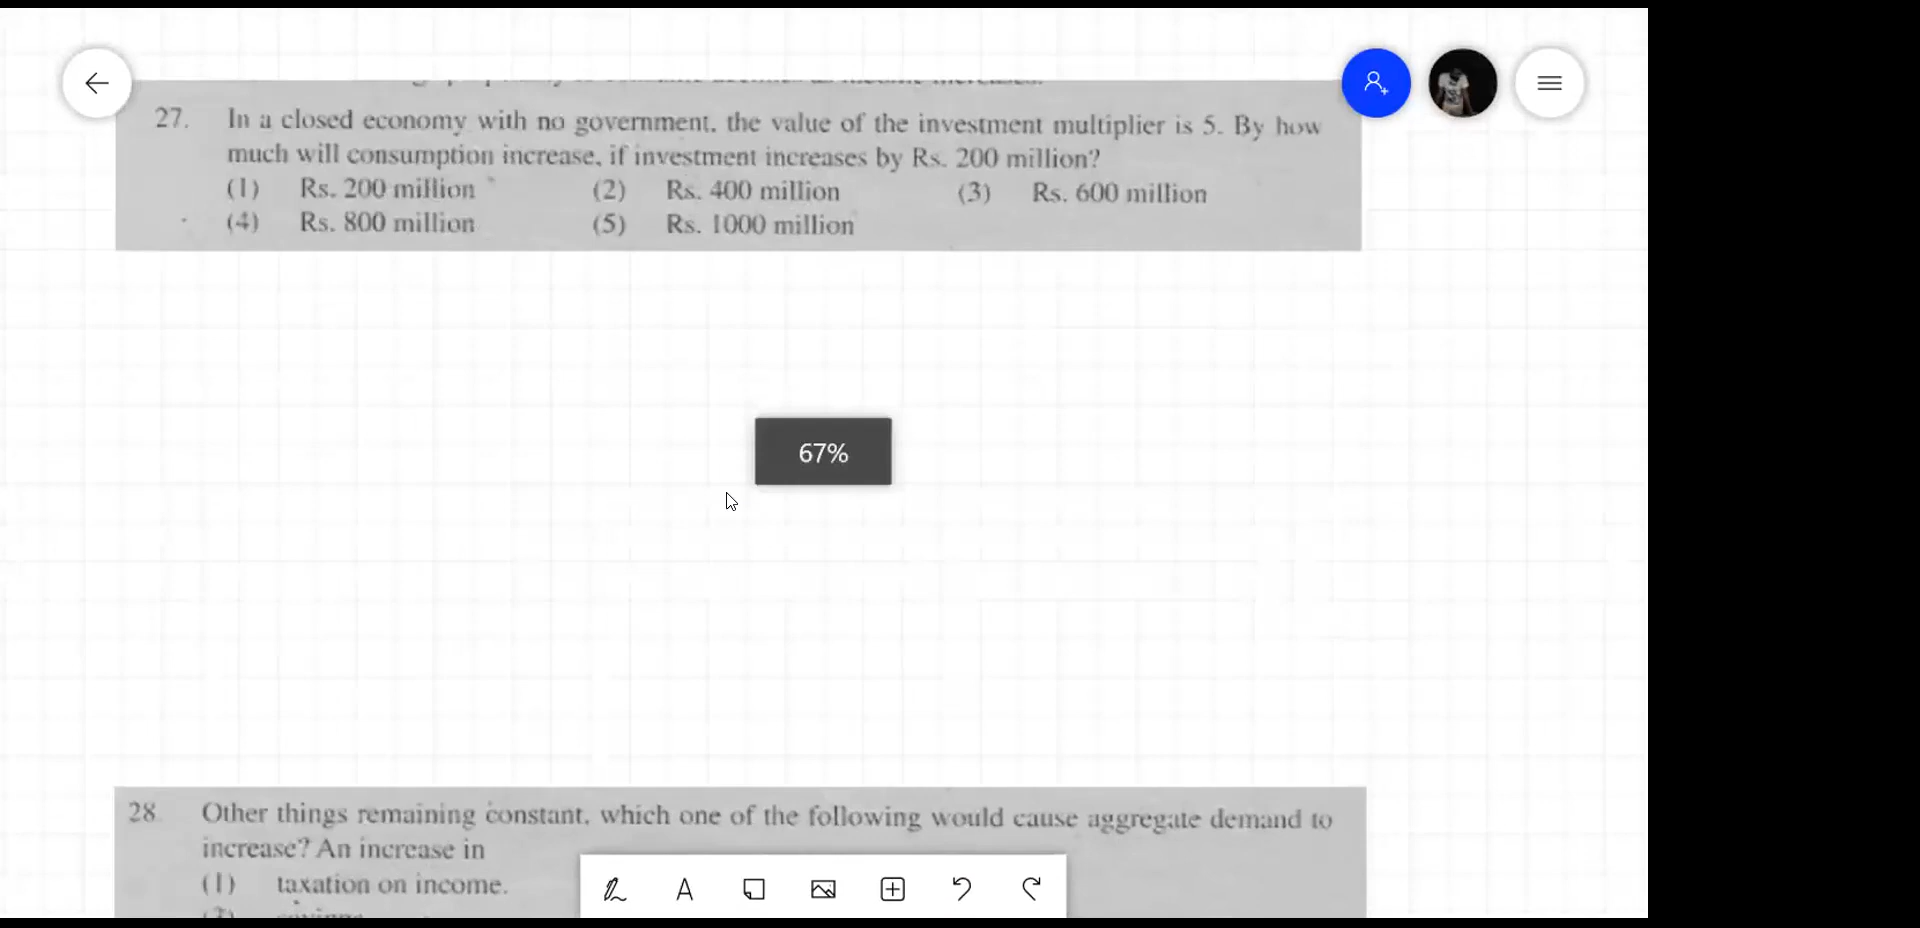 27. In a closed economy with no government, the value of the investment multiplier is 5. By how
much will consumption increase, if investment increases by Rs. 200 million?
(1) Rs. 200 million (2) Rs. 400 million (3) Rs. 600 million
(4) Rs. 800 million (5) Rs. 1000 million
67%
28. Other things remaining constant, which one of the following would cause aggregate demand to
increase? An increase in
(1) taxation on income.
A